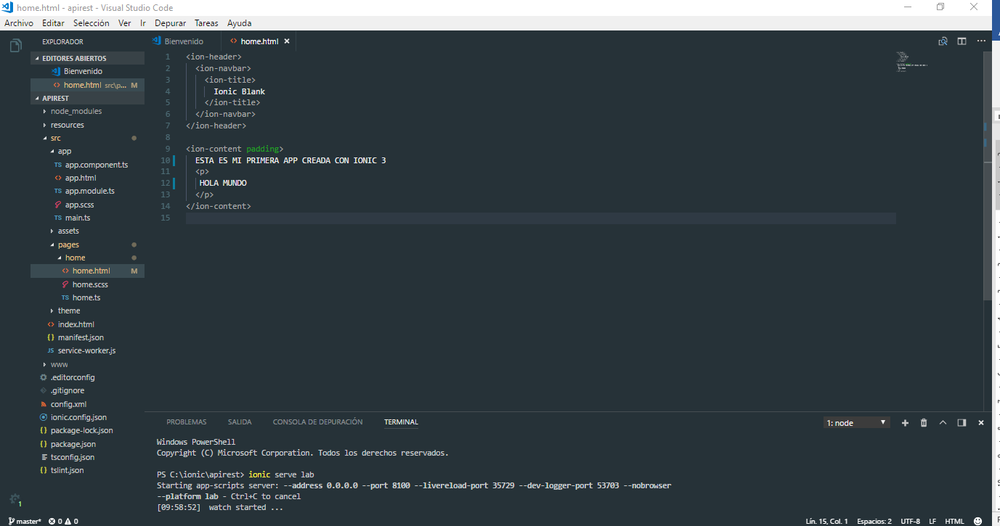 home.html - apirest - Visual Studio Code
Archivo Editar Selección Ver Ir Depurar Tareas Ayuda
EXPLORADOR
EDITORES ABIERTOS
Bienvenido
home.html src\p... M
APIREST
node_modules
resources
src
app
TS app.component.ts
<> app.html
TS app.module.ts
app.scss
TS main.ts
assets
pages
home
<> home.html M
home.scss
TS home.ts
theme
<> index.html
{} manifest.json
JS service-worker.js
www
.editorconfig
.gitignore
config.xml
ionic.config.json
{} package-lock.json
{} package.json
tsconfig.json
{} tslint.json
1
Bienvenido <> home.html ×
1 <ion-header>
2 <ion-navbar>
3 <ion-title>
4 Ionic Blank
5 </ion-title>
6 </ion-navbar>
7 </ion-header>
8
9 <ion-content padding>
10 ESTA ES MI PRIMERA APP CREADA CON IONIC 3
11 <p>
12 HOLA MUNDO
13 </p>
14 </ion-content>
15
PROBLEMAS SALIDA CONSOLA DE DEPURACIÓN TERMINAL 1: node
Windows PowerShell
Copyright (C) Microsoft Corporation. Todos los derechos reservados.
PS C:\ionic\apirest> ionic serve lab
Starting app-scripts server: --address 0.0.0.0 --port 8100 --livereload-port 35729 --dev-logger-port 53703 --nobrowser
--platform lab - Ctrl+C to cancel
[09:58:52] watch started ...
master* 0 0 Lín. 15, Col. 1 Espacios: 2 UTF-8 LF HTML